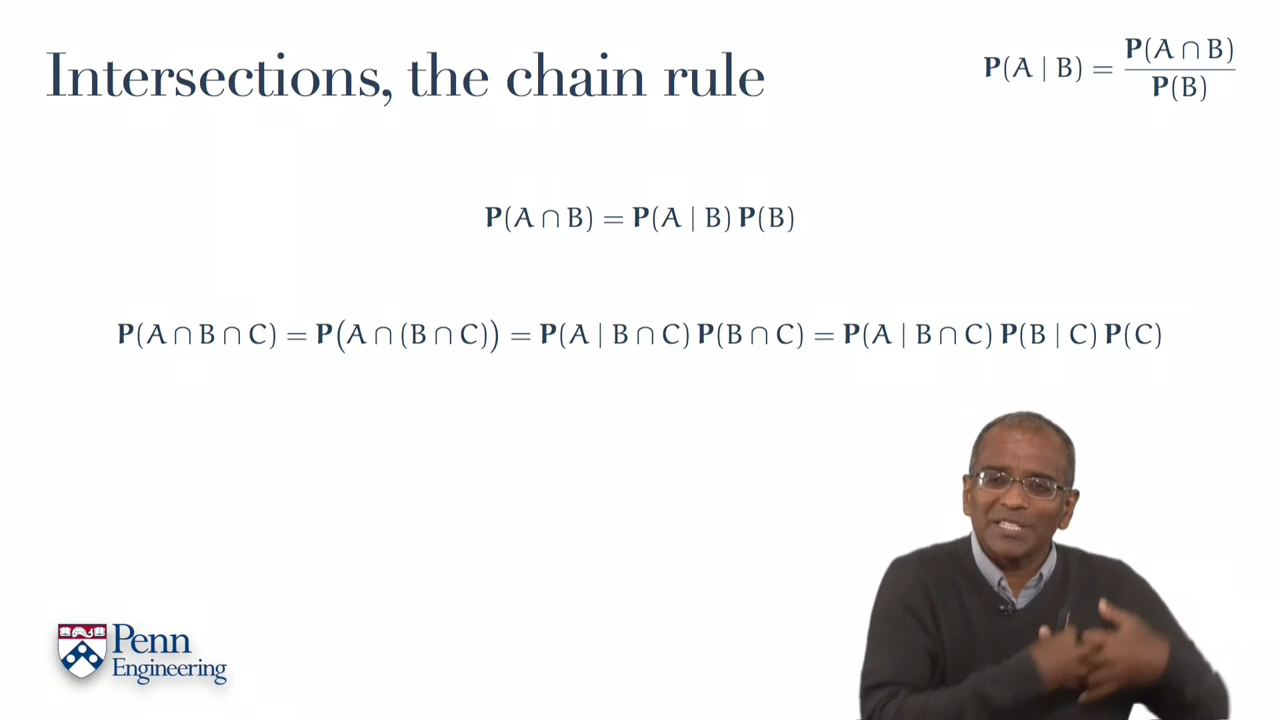 Intersections, the chain rule
P(A | B) = P(A ∩ B) / P(B)
P(A ∩ B) = P(A | B) P(B)
P(A ∩ B ∩ C) = P(A ∩ (B ∩ C)) = P(A | B ∩ C) P(B ∩ C) = P(A | B ∩ C) P(B | C) P(C)
Penn
Engineering